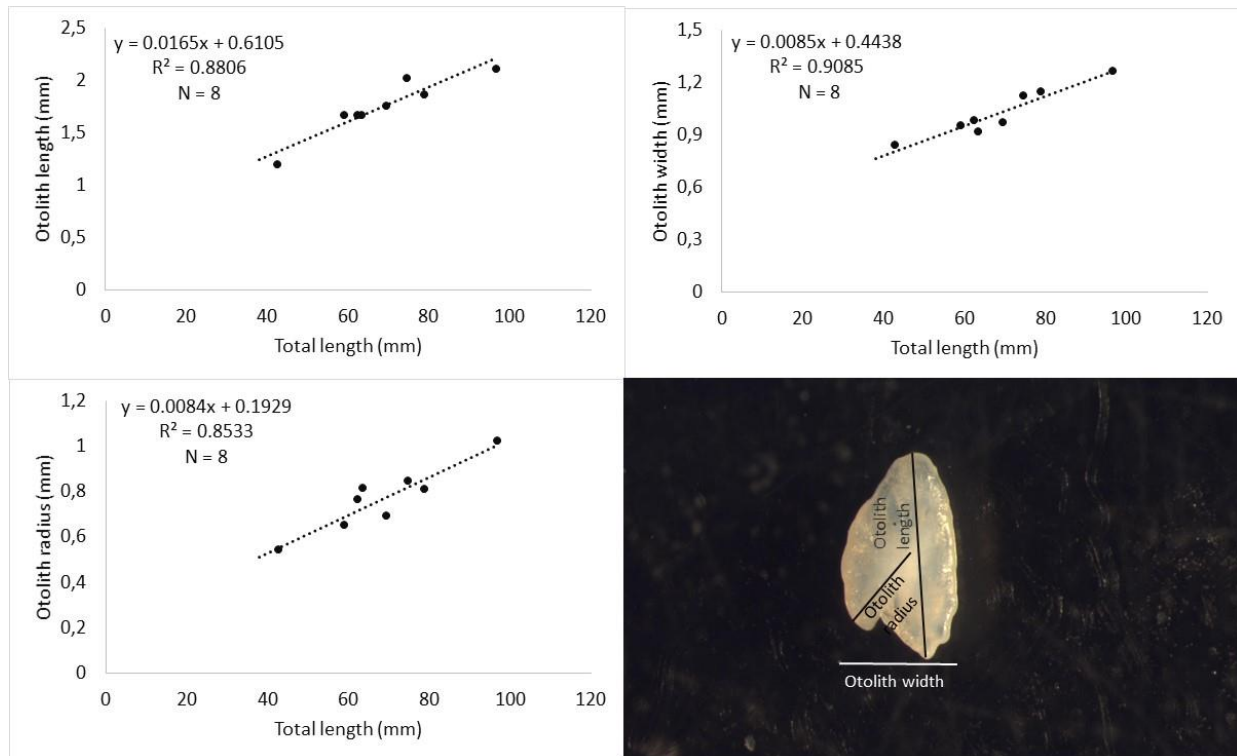 y = 0.0165x + 0.6105
R² = 0.8806
N = 8
2,5
2
1,5
1
0,5
0
Otolith length (mm)
0 20 40 60 80 100 120
Total length (mm)
y = 0.0085x + 0.4438
R² = 0.9085
N = 8
1,5
1,2
0,9
0,6
0,3
0
Otolith width (mm)
0 20 40 60 80 100 120
Total length (mm)
y = 0.0084x + 0.1929
R² = 0.8533
N = 8
1,2
1
0,8
0,6
0,4
0,2
0
Otolith radius (mm)
0 20 40 60 80 100 120
Total length (mm)
Otolith
length
Otolith
radius
Otolith width